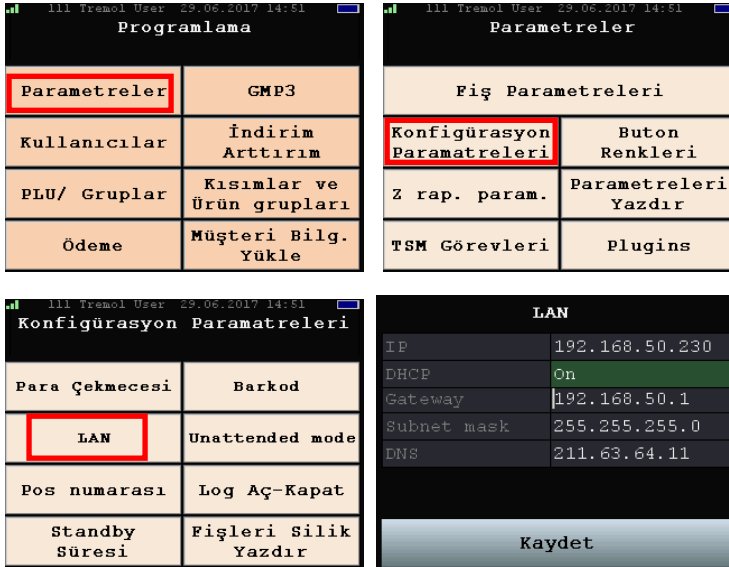 111 Tremol User 29.06.2017 14:51
Programlama
Parametreler
GMP3
Kullanıcılar
İndirim
Arttırım
PLU/ Gruplar
Kısımlar ve
Ürün grupları
Ödeme
Müşteri Bilg.
Yükle
111 Tremol User 29.06.2017 14:51
Parametreler
Fiş Parametreleri
Konfigürasyon
Paramatreleri
Buton
Renkleri
Z rap. param.
Parametreleri
Yazdır
TSM Görevleri
Plugins
111 Tremol User 29.06.2017 14:51
Konfigürasyon Paramatreleri
Para Çekmecesi
Barkod
LAN
Unattended mode
Pos numarası
Log Aç-Kapat
Standby
Süresi
Fişleri Silik
Yazdır
LAN
IP 192.168.50.230
DHCP On
Gateway 192.168.50.1
Subnet mask 255.255.255.0
DNS 211.63.64.11
Kaydet